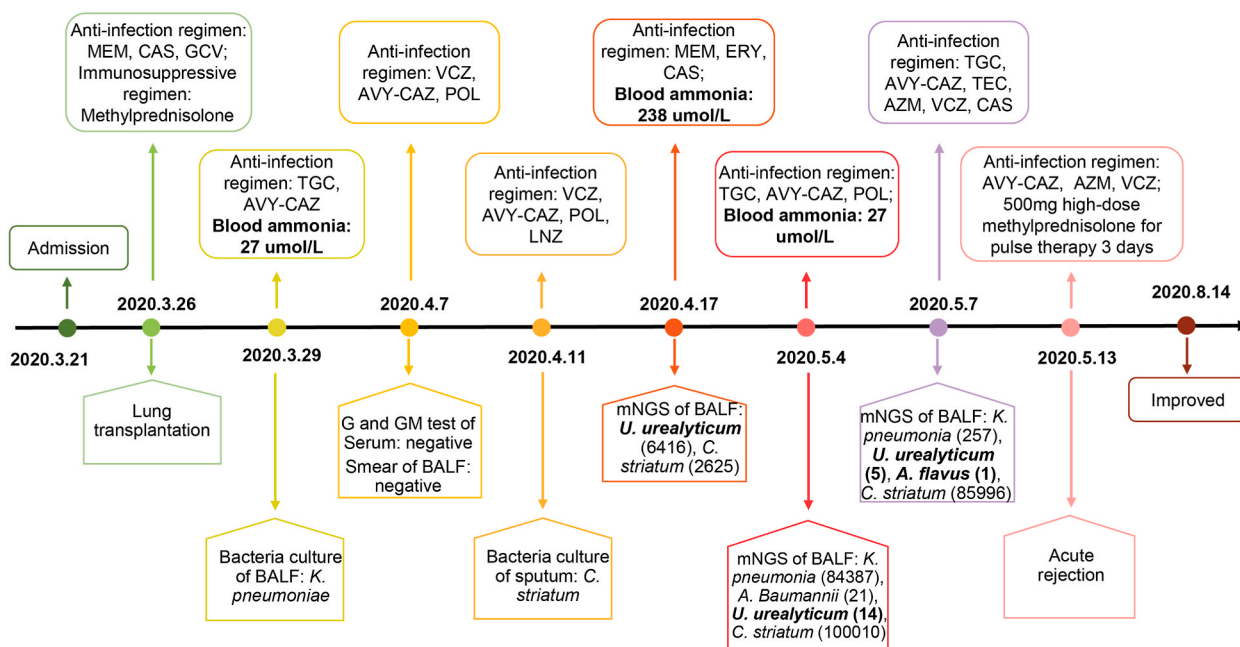 Anti-infection
regimen:
MEM, CAS, GCV;
Immunosuppressive
regimen:
Methylprednisolone
Anti-infection
regimen: VCZ,
AVY-CAZ, POL
Anti-infection
regimen: MEM, ERY,
CAS;
Blood ammonia:
238 umol/L
Anti-infection
regimen: TGC,
AVY-CAZ, TEC,
AZM, VCZ, CAS
Admission
Anti-infection
regimen: TGC,
AVY-CAZ
Blood ammonia:
27 umol/L
Anti-infection
regimen: VCZ,
AVY-CAZ, POL,
LNZ
Anti-infection regimen:
TGC, AVY-CAZ, POL;
Blood ammonia: 27
umol/L
Anti-infection regimen:
AVY-CAZ, AZM, VCZ;
500mg high-dose
methylprednisolone for
pulse therapy 3 days
2020.3.26
2020.4.7
2020.4.17
2020.5.7
2020.8.14
2020.3.21
2020.3.29
2020.4.11
2020.5.4
2020.5.13
Lung
transplantation
G and GM test of
Serum: negative
Smear of BALF:
negative
mNGS of BALF:
U. urealyticum
(6416), C.
striatum (2625)
mNGS of BALF: K.
pneumonia (257),
U. urealyticum
(5), A. flavus (1),
C. striatum (85996)
Improved
Bacteria culture
of BALF: K.
pneumoniae
Bacteria culture
of sputum: C.
striatum
mNGS of BALF: K.
pneumonia (84387),
A. Baumannii (21),
U. urealyticum (14),
C. striatum (100010)
Acute
rejection